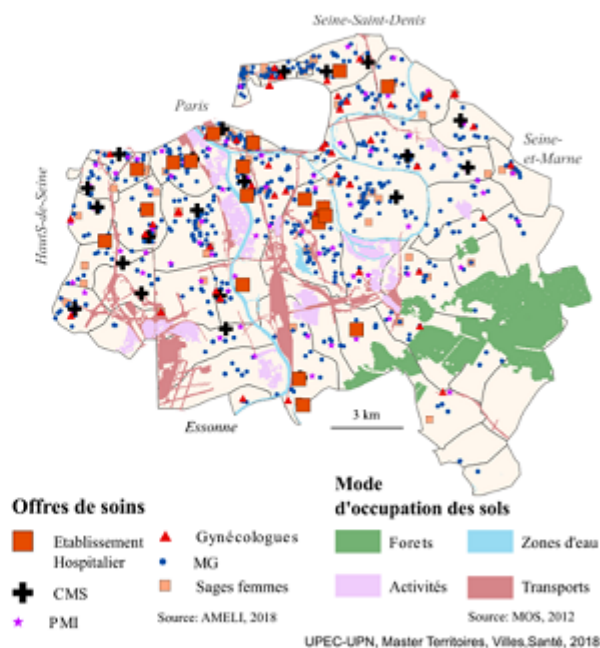 Seine-Saint-Denis
Paris
Seine-
et-Marne
HautS-de-Seine
Essonne
3 km
Offres de soins
Etablissement
Hospitalier
CMS
PMI
Gynécologues
MG
Sages femmes
Source: AMELI, 2018
Mode
d'occupation des sols
Forets
Zones d'eau
Activités
Transports
Source: MOS, 2012
UPEC-UPN, Master Territoires, Villes,Santé, 2018